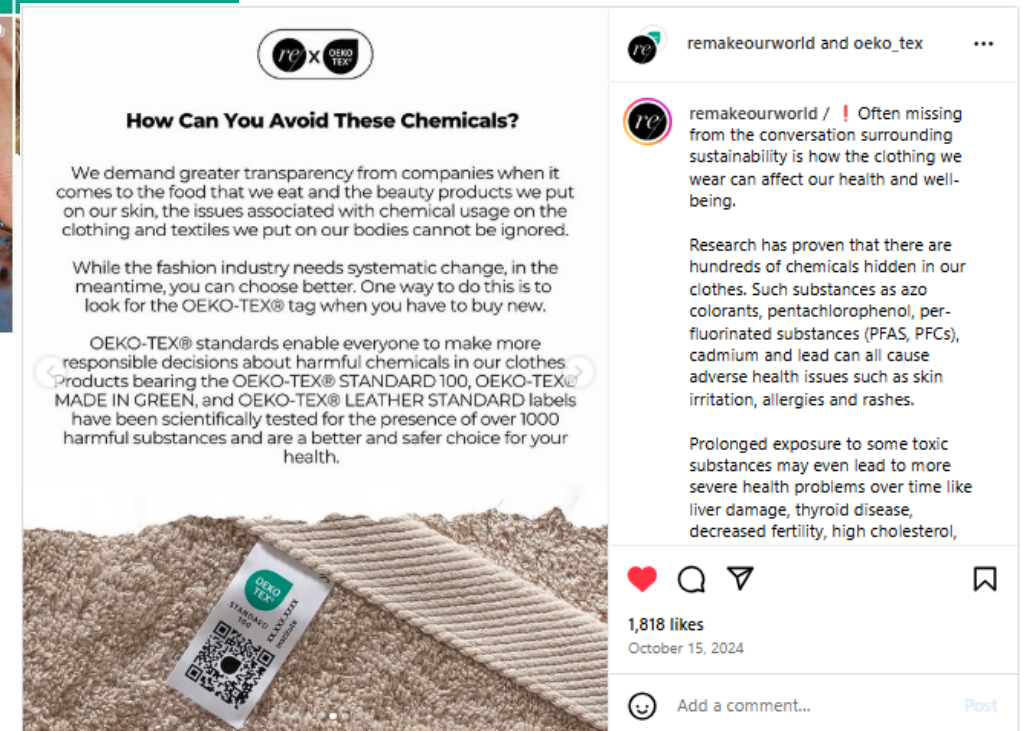 re x OEKO TEX®
How Can You Avoid These Chemicals?
We demand greater transparency from companies when it
comes to the food that we eat and the beauty products we put
on our skin, the issues associated with chemical usage on the
clothing and textiles we put on our bodies cannot be ignored.
While the fashion industry needs systematic change, in the
meantime, you can choose better. One way to do this is to
look for the OEKO-TEX® tag when you have to buy new.
OEKO-TEX® standards enable everyone to make more
responsible decisions about harmful chemicals in our clothes.
Products bearing the OEKO-TEX® STANDARD 100, OEKO-TEX®
MADE IN GREEN, and OEKO-TEX® LEATHER STANDARD labels
have been scientifically tested for the presence of over 1000
harmful substances and are a better and safer choice for your
health.
OEKO
TEX®
STANDARD
100
XX.XXX.XXXX
Institute
re
remakeourworld and oeko_tex
re
remakeourworld / ❗ Often missing
from the conversation surrounding
sustainability is how the clothing we
wear can affect our health and well-
being.
Research has proven that there are
hundreds of chemicals hidden in our
clothes. Such substances as azo
colorants, pentachlorophenol, per-
fluorinated substances (PFAS, PFCs),
cadmium and lead can all cause
adverse health issues such as skin
irritation, allergies and rashes.
Prolonged exposure to some toxic
substances may even lead to more
severe health problems over time like
liver damage, thyroid disease,
decreased fertility, high cholesterol,
1,818 likes
October 15, 2024
Add a comment...
Post